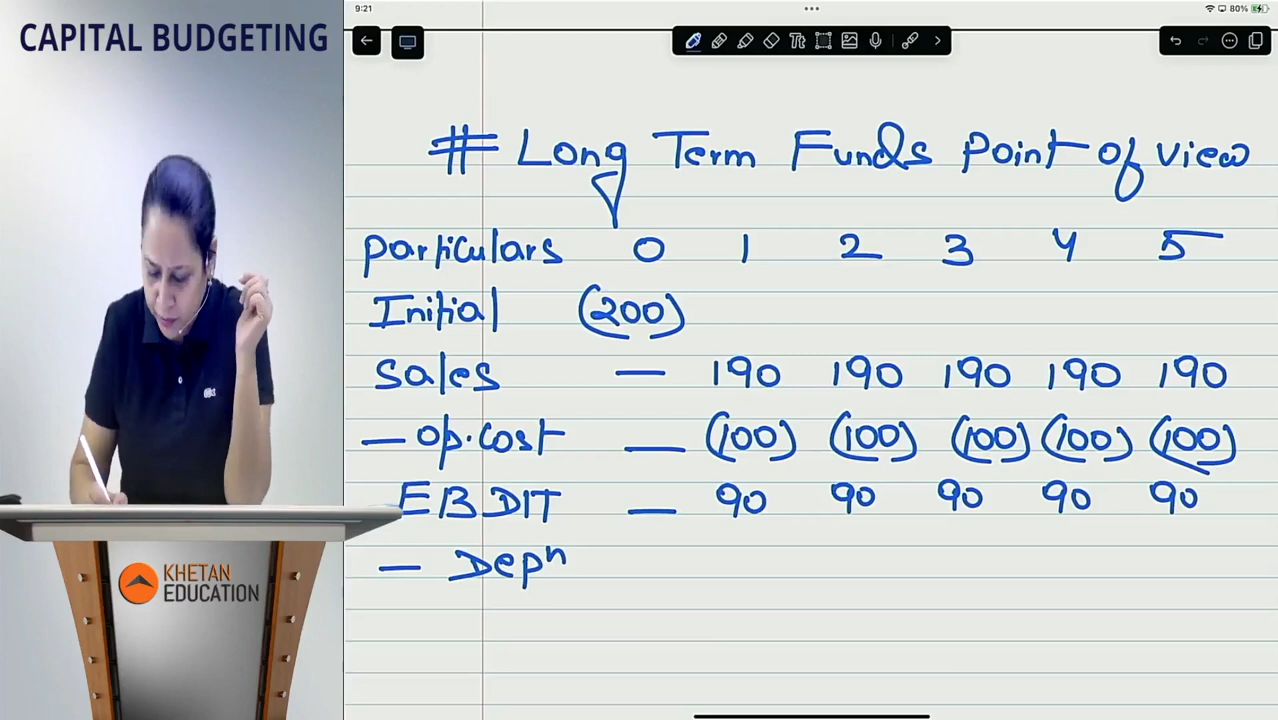 9:21
80%
CAPITAL BUDGETING
Tt
# Long Term Funds point of view
particulars 0 1 2 3 4 5
Initial (200)
sales — 190 190 190 190 190
— op.cost — (100) (100) (100) (100) (100)
EBDIT — 90 90 90 90 90
— Depn
KHETAN
EDUCATION